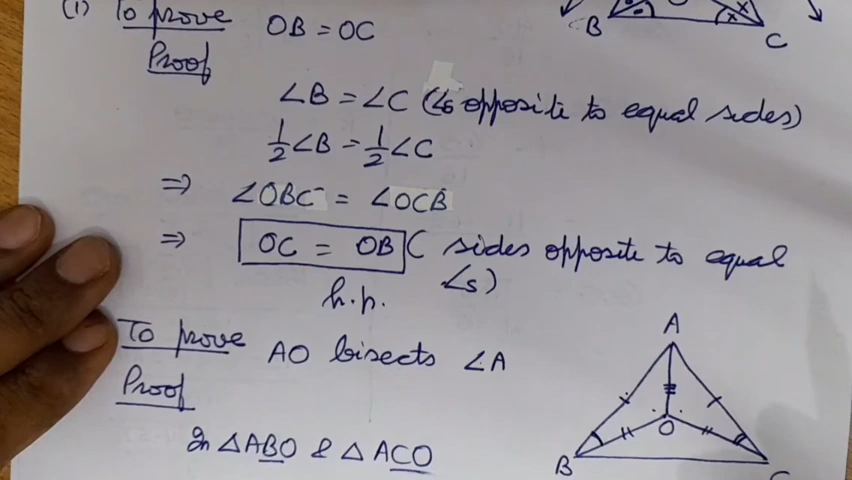 (1) To prove OB = OC
Proof
∠B = ∠C (∠s opposite to equal sides)
½∠B = ½∠C
⇒ ∠OBC = ∠OCB
⇒ OC = OB ( sides opposite to equal
∠s)
h.p.
To prove AO bisects ∠A
Proof
In △ABO & △ACO
B
C
A
O
B
C